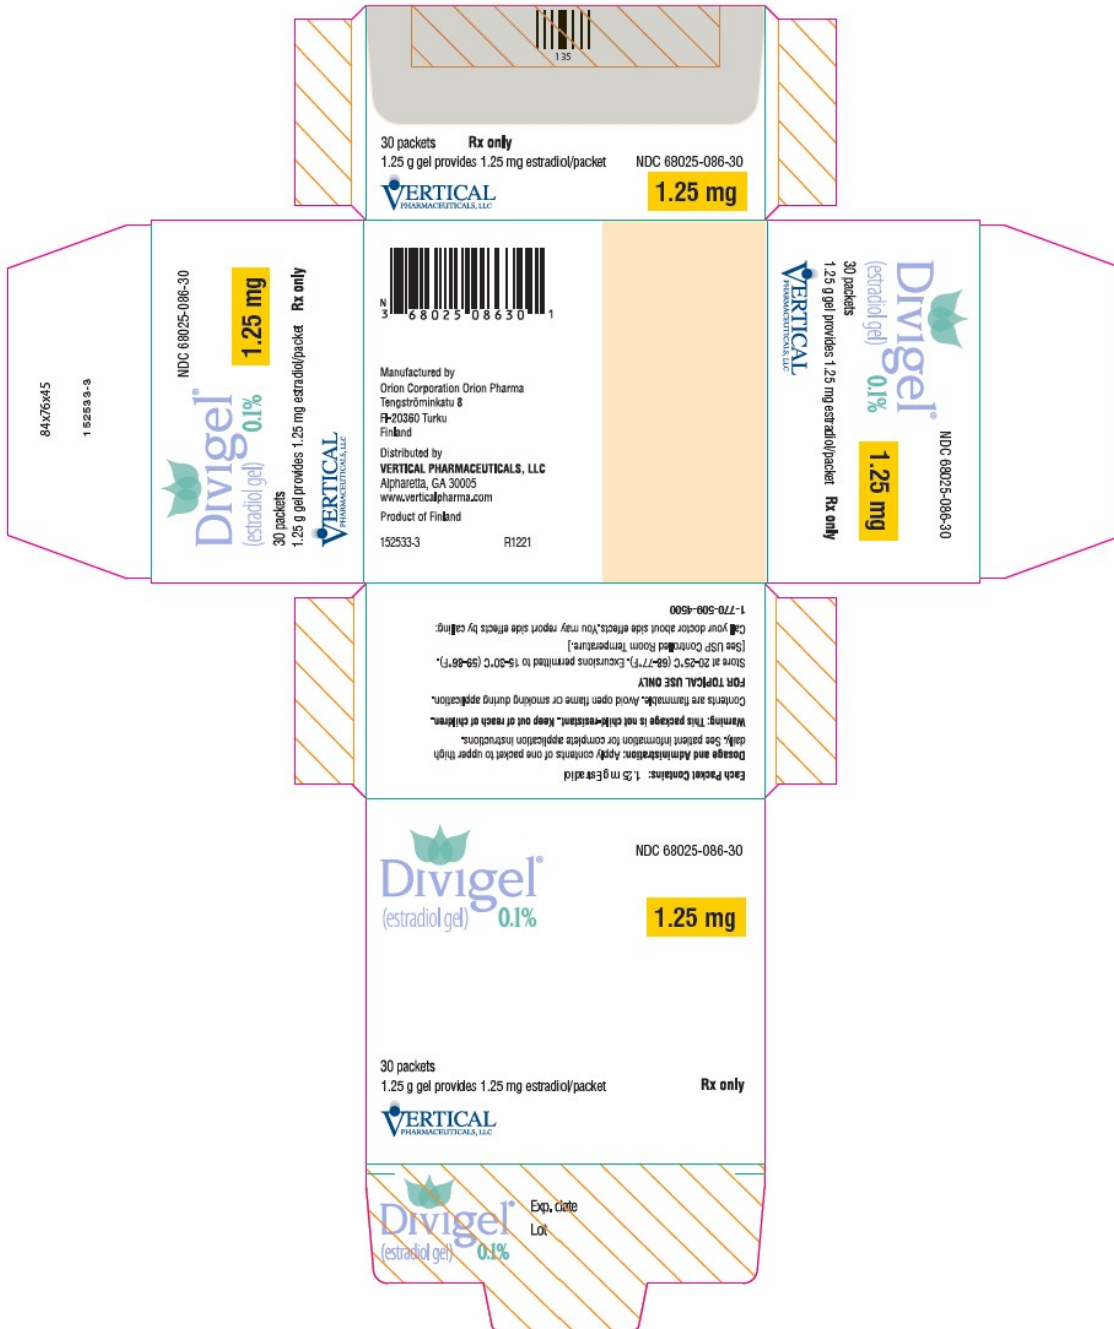 135
30 packets Rx only
1.25 g gel provides 1.25 mg estradiol/packet NDC 68025-086-30
VERTICAL
PHARMACEUTICALS, LLC
1.25 mg
84x76x45
152533-3
NDC 68025-086-30
1.25 mg
Divigel®
(estradiol gel) 0.1%
30 packets
1.25 g gel provides 1.25 mg estradiol/packet Rx only
VERTICAL
PHARMACEUTICALS, LLC
N
3 68025 08630 1
Manufactured by
Orion Corporation Orion Pharma
Tengströminkatu 8
FI-20360 Turku
Finland
Distributed by
VERTICAL PHARMACEUTICALS, LLC
Alpharetta, GA 30005
www.verticalpharma.com
Product of Finland
152533-3 R1221
Divigel®
(estradiol gel) 0.1%
NDC 68025-086-30
1.25 mg
30 packets
1.25 g gel provides 1.25 mg estradiol/packet Rx only
VERTICAL
PHARMACEUTICALS, LLC
Each Packet Contains: 1.25 mg Estradiol
Dosage and Administration: Apply contents of one packet to upper thigh
daily. See patient information for complete application instructions.
Warning: This package is not child-resistant. Keep out of reach of children.
Contents are flammable. Avoid open flame or smoking during application.
FOR TOPICAL USE ONLY
Store at 20-25°C (68-77°F). Excursions permitted to 15-30°C (59-86°F).
[See USP Controlled Room Temperature.]
Call your doctor about side effects. You may report side effects by calling:
1-770-509-4500
Divigel®
(estradiol gel) 0.1%
NDC 68025-086-30
1.25 mg
30 packets
1.25 g gel provides 1.25 mg estradiol/packet Rx only
VERTICAL
PHARMACEUTICALS, LLC
Divigel®
(estradiol gel) 0.1%
Exp. date
Lot